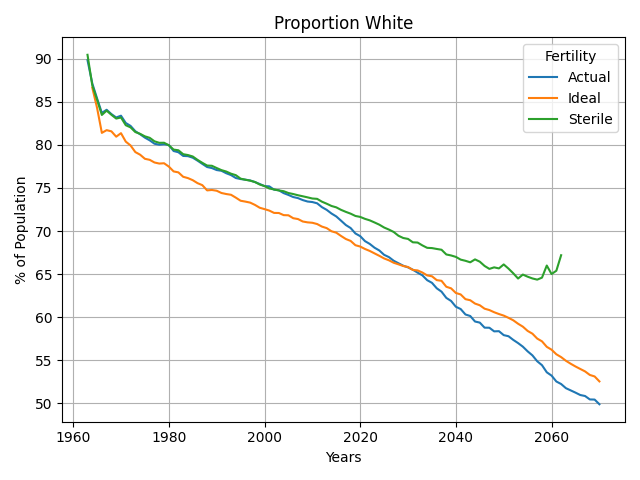 Proportion White
% of Population
90
85
80
75
70
65
60
55
50
Fertility
Actual
Ideal
Sterile
1960 1980 2000 2020 2040 2060
Years